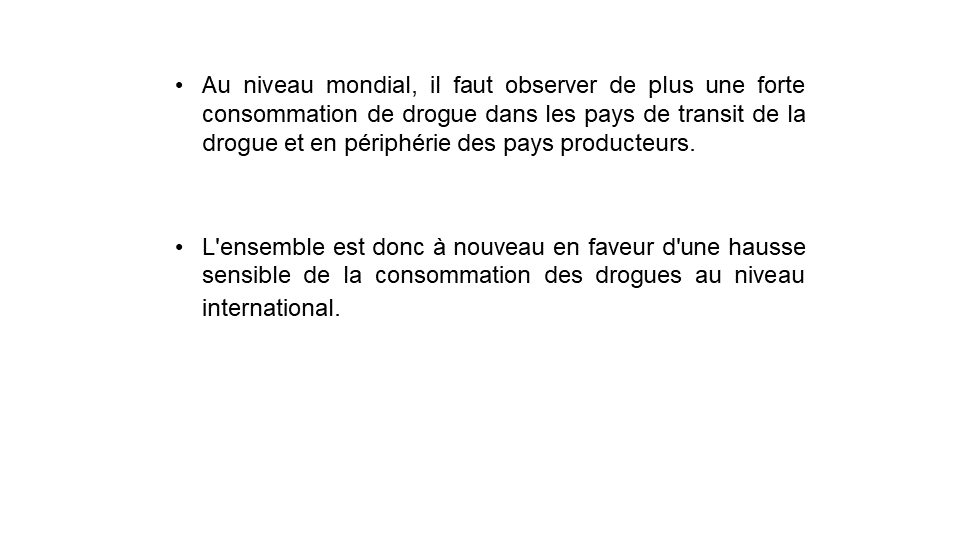 • Au niveau mondial, il faut observer de plus une forte
consommation de drogue dans les pays de transit de la
drogue et en périphérie des pays producteurs.
• L'ensemble est donc à nouveau en faveur d'une hausse
sensible de la consommation des drogues au niveau
international.